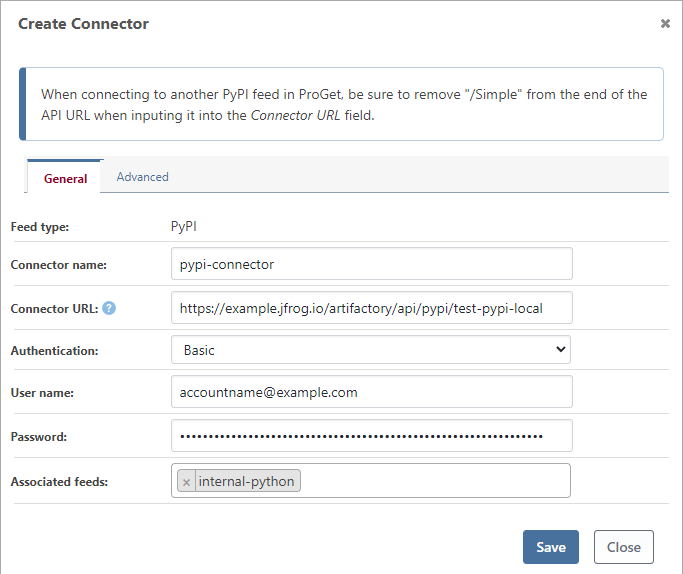 Create Connector ×
When connecting to another PyPI feed in ProGet, be sure to remove "/Simple" from the end of the
API URL when inputing it into the Connector URL field.
General Advanced
Feed type: PyPI
Connector name: pypi-connector
Connector URL: ? https://example.jfrog.io/artifactory/api/pypi/test-pypi-local
Authentication: Basic
User name: accountname@example.com
Password: ••••••••••••••••••••••••••••••••••••••••••••••••••••••••••••••••
Associated feeds: × internal-python
Save Close